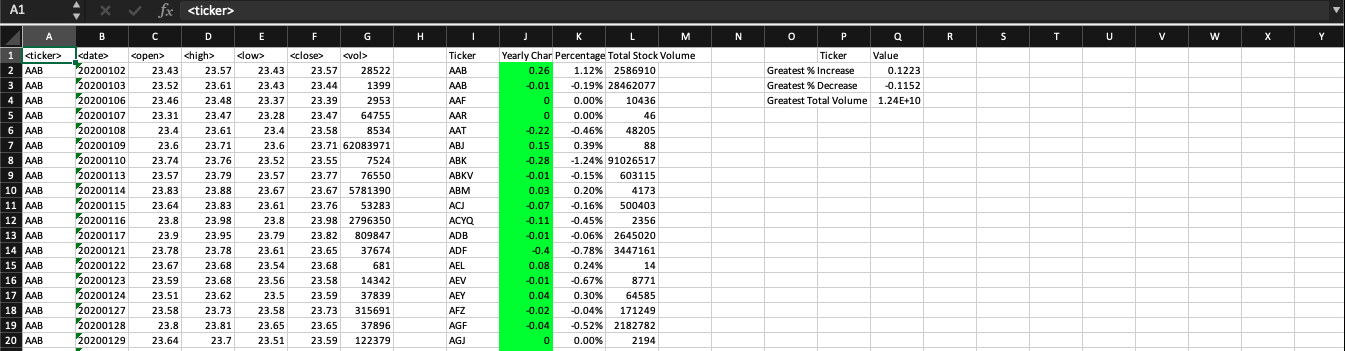 A1 fx <ticker>
A B C D E F G H I J K L M N O P Q R S T U V W X Y
1 <ticker> <date> <open> <high> <low> <close> <vol> Ticker Yearly Char Percentage Total Stock Volume Ticker Value
2 AAB 20200102 23.43 23.57 23.43 23.57 28522 AAB 0.26 1.12% 2586910 Greatest % Increase 0.1223
3 AAB 20200103 23.52 23.61 23.43 23.44 1399 AAB -0.01 -0.19% 28462077 Greatest % Decrease -0.1152
4 AAB 20200106 23.46 23.48 23.37 23.39 2953 AAF 0 0.00% 10436 Greatest Total Volume 1.24E+10
5 AAB 20200107 23.31 23.47 23.28 23.47 64755 AAR 0 0.00% 46
6 AAB 20200108 23.4 23.61 23.4 23.58 8534 AAT -0.22 -0.46% 48205
7 AAB 20200109 23.6 23.71 23.6 23.71 62083971 ABJ 0.15 0.39% 88
8 AAB 20200110 23.74 23.76 23.52 23.55 7524 ABK -0.28 -1.24% 91026517
9 AAB 20200113 23.57 23.79 23.57 23.77 76550 ABKV -0.01 -0.15% 603115
10 AAB 20200114 23.83 23.88 23.67 23.67 5781390 ABM 0.03 0.20% 4173
11 AAB 20200115 23.64 23.83 23.61 23.76 53283 ACJ -0.07 -0.16% 500403
12 AAB 20200116 23.8 23.98 23.8 23.98 2796350 ACYQ -0.11 -0.45% 2356
13 AAB 20200117 23.9 23.95 23.79 23.82 809847 ADB -0.01 -0.06% 2645020
14 AAB 20200121 23.78 23.78 23.61 23.65 37674 ADF -0.4 -0.78% 3447161
15 AAB 20200122 23.67 23.68 23.54 23.68 681 AEL 0.08 0.24% 14
16 AAB 20200123 23.59 23.68 23.56 23.58 14342 AEV -0.01 -0.67% 8771
17 AAB 20200124 23.51 23.62 23.5 23.59 37839 AEY 0.04 0.30% 64585
18 AAB 20200127 23.58 23.73 23.58 23.73 315691 AFZ -0.02 -0.04% 171249
19 AAB 20200128 23.8 23.81 23.65 23.65 37896 AGF -0.04 -0.52% 2182782
20 AAB 20200129 23.64 23.7 23.51 23.59 122379 AGJ 0 0.00% 2194